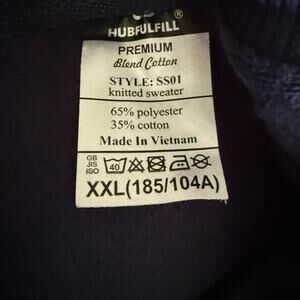 HUBFULFILL®
PREMIUM
Blend Cotton
STYLE: SS01
knitted sweater
65% polyester
35% cotton
Made In Vietnam
GB
JIS
ISO
40
XXL(185/104A)